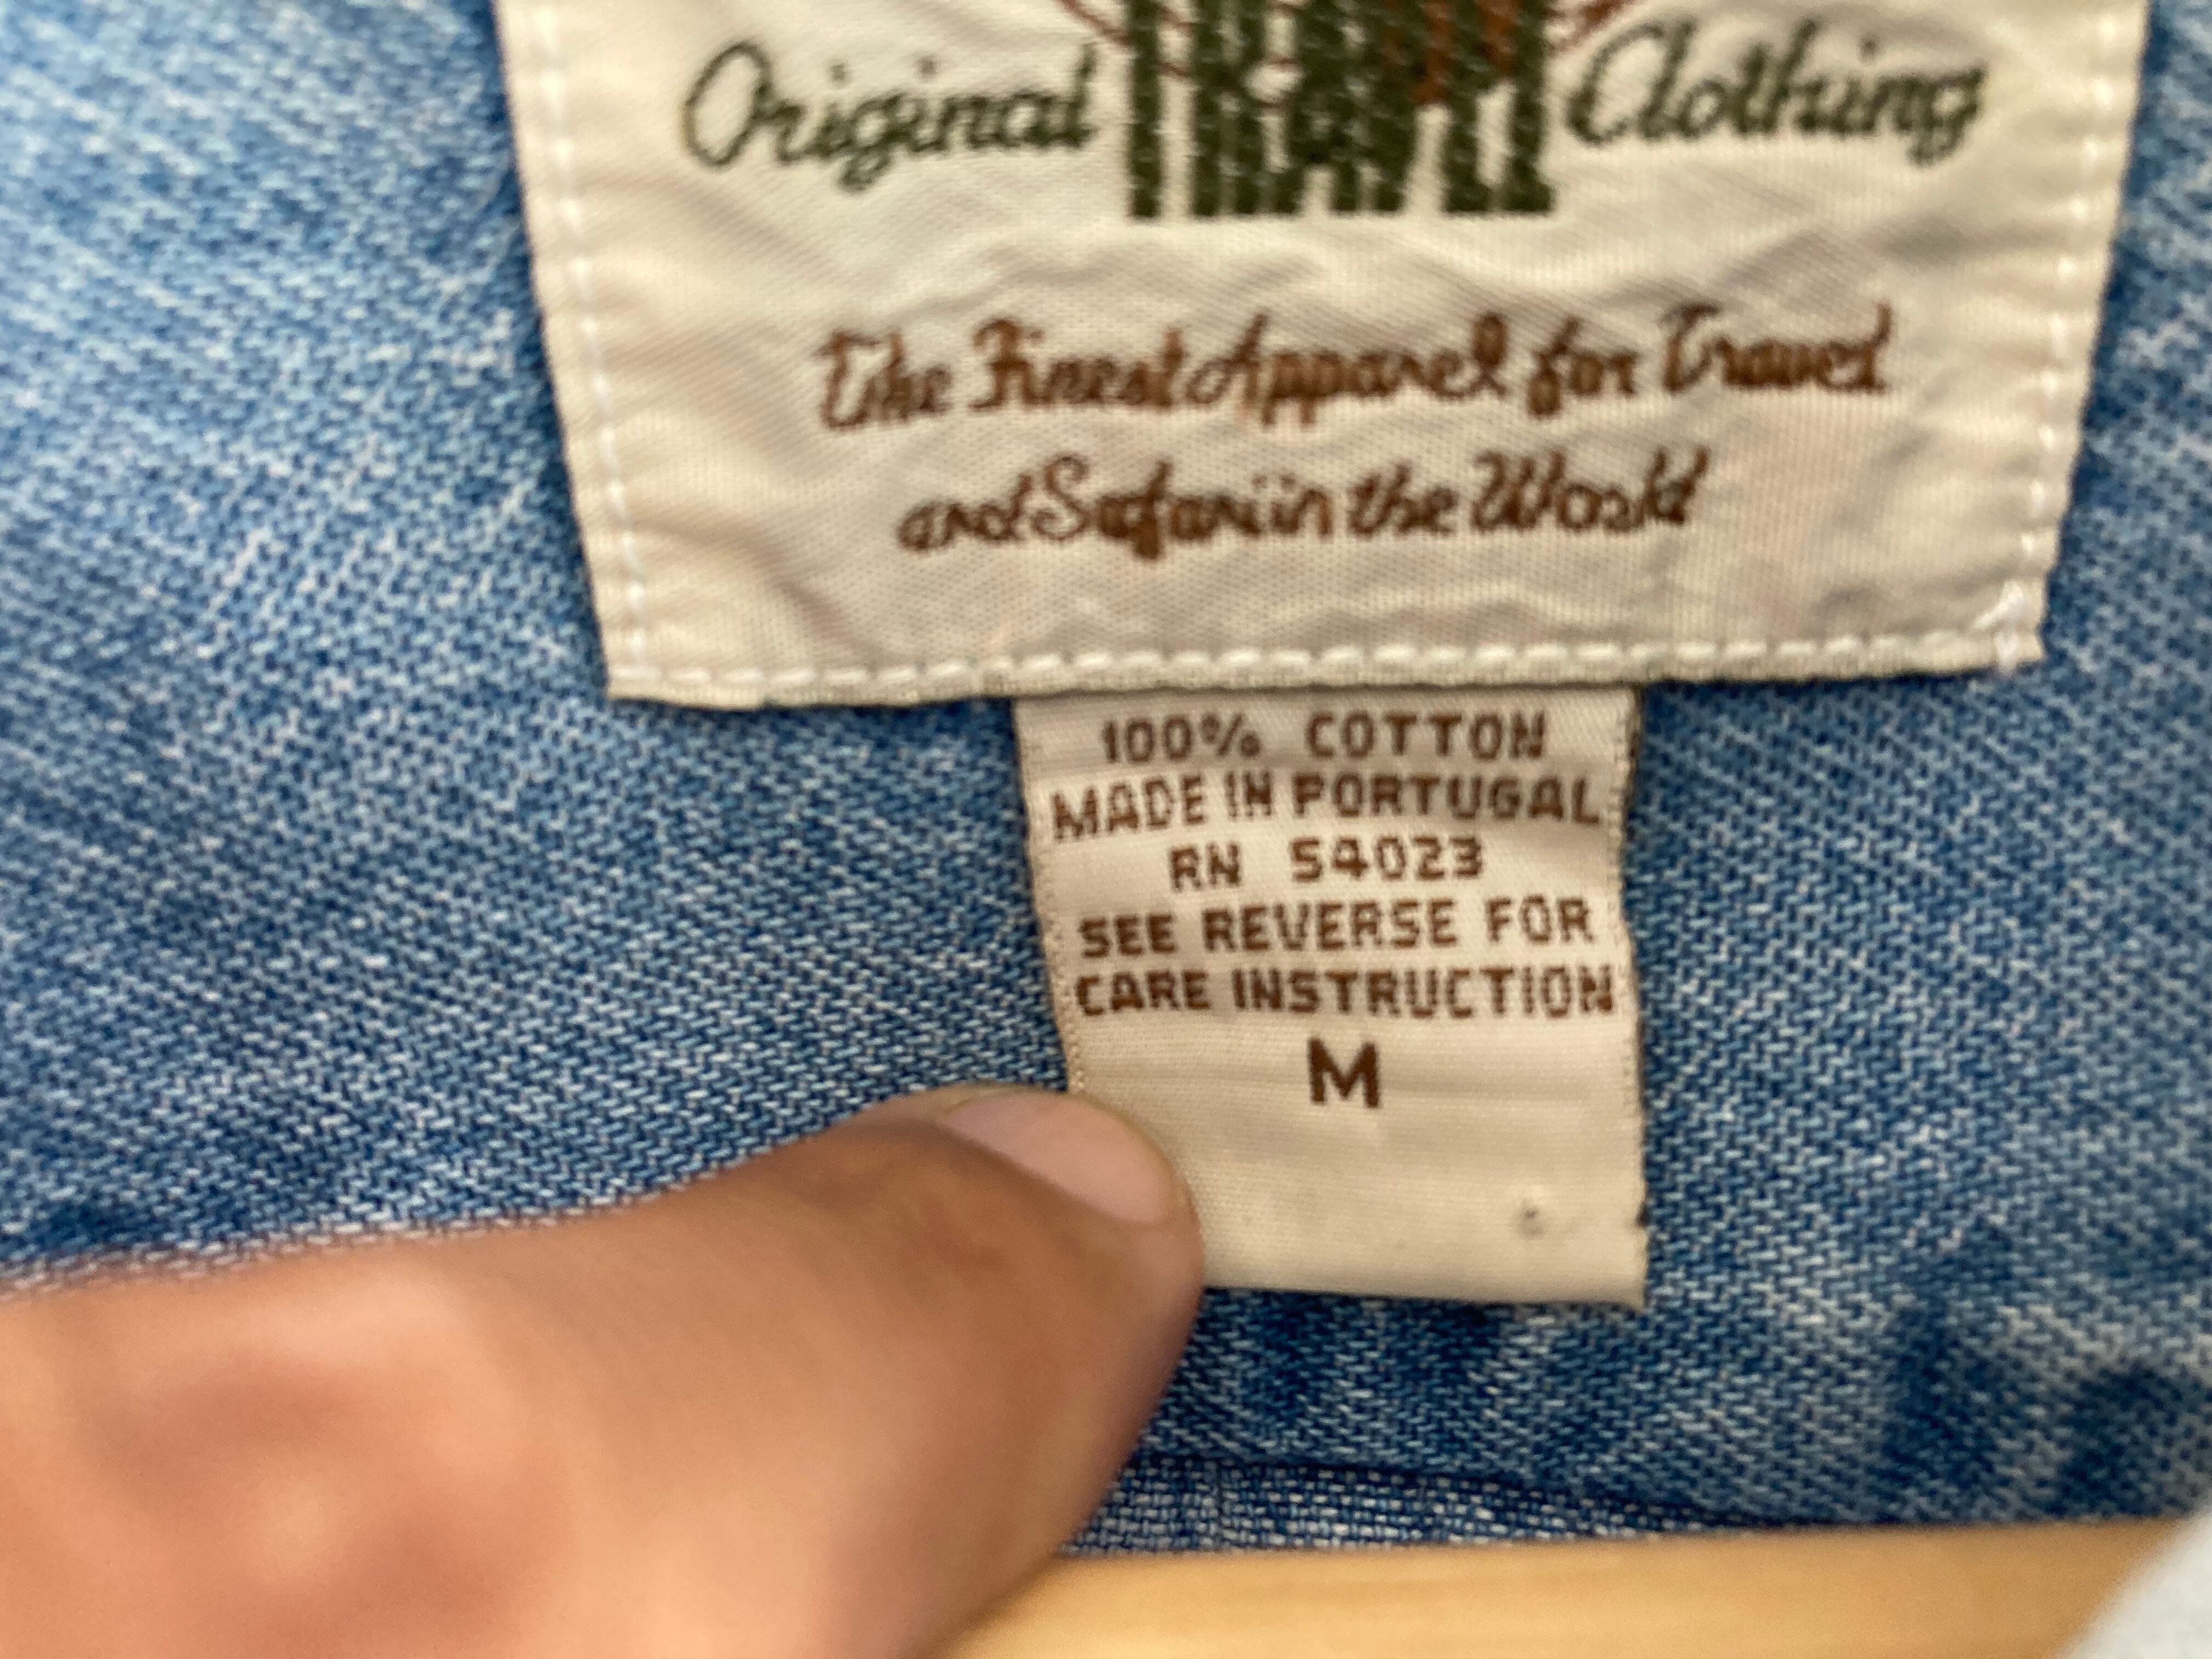 Original Clothing
The Finest Apparel for Travel
and Safari in the World
100% COTTON
MADE IN PORTUGAL
RN 54023
SEE REVERSE FOR
CARE INSTRUCTION
M